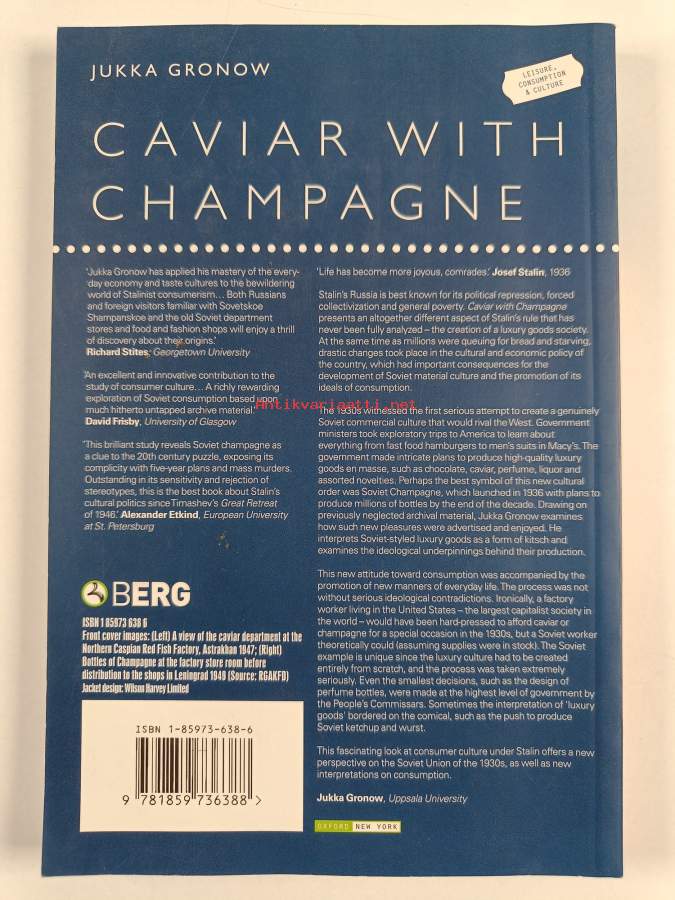 JUKKA GRONOW
LEISURE,
CONSUMPTION
& CULTURE
CAVIAR WITH
CHAMPAGNE
'Jukka Gronow has applied his mastery of the every-
day economy and taste cultures to the bewildering
world of Stalinist consumerism... Both Russians
and foreign visitors familiar with Sovetskoe
Shampanskoe and the old Soviet department
stores and food and fashion shops will enjoy a thrill
of discovery about their origins.'
Richard Stites, Georgetown University
'An excellent and innovative contribution to the
study of consumer culture... A richly rewarding
exploration of Soviet consumption based upon
much hitherto untapped archive material.'
David Frisby, University of Glasgow
'This brilliant study reveals Soviet champagne as
a clue to the 20th century puzzle, exposing its
complicity with five-year plans and mass murders.
Outstanding in its sensitivity and rejection of
stereotypes, this is the best book about Stalin's
cultural politics since Timashev's Great Retreat
of 1946.' Alexander Etkind, European University
at St. Petersburg
BERG
ISBN 1 85973 638 6
Front cover images: (Left) A view of the caviar department at the
Northern Caspian Red Fish Factory, Astrakhan 1947; (Right)
Bottles of Champagne at the factory store room before
distribution to the shops in Leningrad 1949 (Source: RGAKFD)
Jacket design: Wilson Harvey Limited
ISBN 1-85973-638-6
9 781859 736388 >
'Life has become more joyous, comrades.' Josef Stalin, 1936
Stalin's Russia is best known for its political repression, forced
collectivization and general poverty. Caviar with Champagne
presents an altogether different aspect of Stalin's rule that has
never been fully analyzed – the creation of a luxury goods society.
At the same time as millions were queuing for bread and starving,
drastic changes took place in the cultural and economic policy of
the country, which had important consequences for the
development of Soviet material culture and the promotion of its
ideals of consumption.
Antikvariaatti.net
The 1930s witnessed the first serious attempt to create a genuinely
Soviet commercial culture that would rival the West. Government
ministers took exploratory trips to America to learn about
everything from fast food hamburgers to men's suits in Macy's. The
government made intricate plans to produce high-quality luxury
goods en masse, such as chocolate, caviar, perfume, liquor and
assorted novelties. Perhaps the best symbol of this new cultural
order was Soviet Champagne, which launched in 1936 with plans to
produce millions of bottles by the end of the decade. Drawing on
previously neglected archival material, Jukka Gronow examines
how such new pleasures were advertised and enjoyed. He
interprets Soviet-styled luxury goods as a form of kitsch and
examines the ideological underpinnings behind their production.
This new attitude toward consumption was accompanied by the
promotion of new manners of everyday life. The process was not
without serious ideological contradictions. Ironically, a factory
worker living in the United States – the largest capitalist society in
the world – would have been hard-pressed to afford caviar or
champagne for a special occasion in the 1930s, but a Soviet worker
theoretically could (assuming supplies were in stock). The Soviet
example is unique since the luxury culture had to be created
entirely from scratch, and the process was taken extremely
seriously. Even the smallest decisions, such as the design of
perfume bottles, were made at the highest level of government by
the People's Commissars. Sometimes the interpretation of 'luxury
goods' bordered on the comical, such as the push to produce
Soviet ketchup and wurst.
This fascinating look at consumer culture under Stalin offers a new
perspective on the Soviet Union of the 1930s, as well as new
interpretations on consumption.
Jukka Gronow, Uppsala University
OXFORD NEW YORK